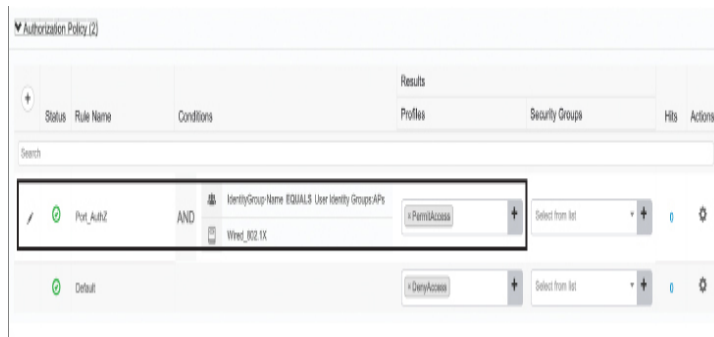 Authorization Policy (2)
Results
Status Rule Name Conditions Profiles Security Groups Hits Actions
Search
Port_AuthZ AND IdentityGroup-Name EQUALS User Identity Groups:APs
Wired_802.1X
×PermitAccess + Select from list + 0
Default ×DenyAccess + Select from list + 0